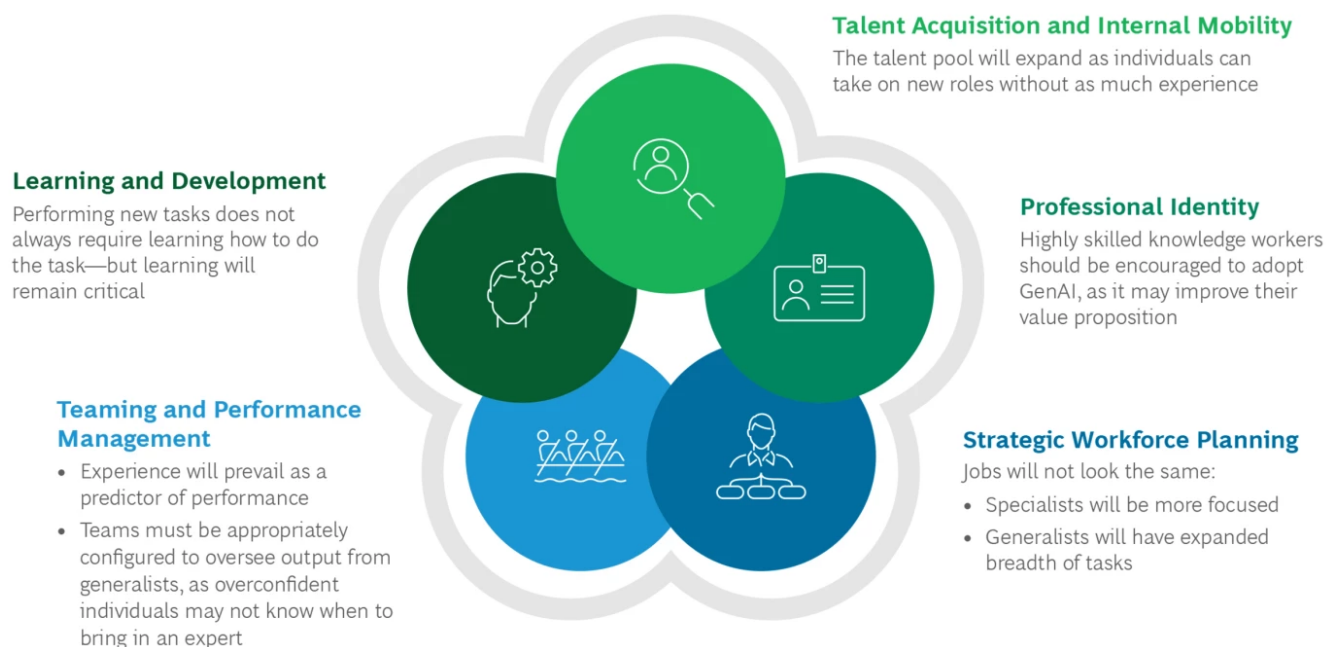 Talent Acquisition and Internal Mobility
The talent pool will expand as individuals can
take on new roles without as much experience
Learning and Development
Performing new tasks does not
always require learning how to do
the task—but learning will
remain critical
Professional Identity
Highly skilled knowledge workers
should be encouraged to adopt
GenAI, as it may improve their
value proposition
Teaming and Performance
Management
• Experience will prevail as a
predictor of performance
• Teams must be appropriately
configured to oversee output from
generalists, as overconfident
individuals may not know when to
bring in an expert
Strategic Workforce Planning
Jobs will not look the same:
• Specialists will be more focused
• Generalists will have expanded
breadth of tasks